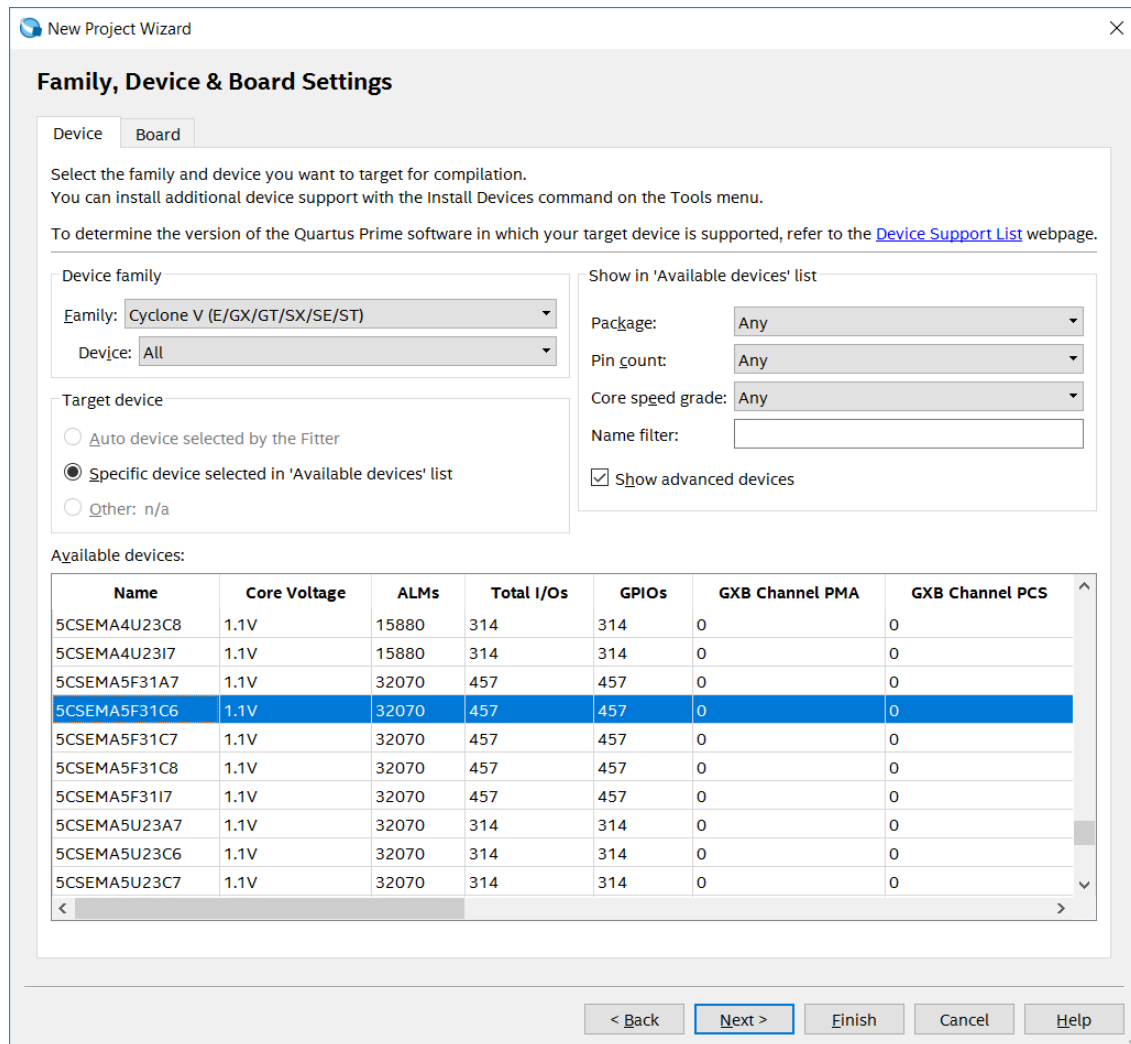 New Project Wizard
Family, Device & Board Settings
Device Board
Select the family and device you want to target for compilation.
You can install additional device support with the Install Devices command on the Tools menu.
To determine the version of the Quartus Prime software in which your target device is supported, refer to the Device Support List webpage.
Device family
Family: Cyclone V (E/GX/GT/SX/SE/ST)
Device: All
Target device
Auto device selected by the Fitter
Specific device selected in 'Available devices' list
Other: n/a
Show in 'Available devices' list
Package: Any
Pin count: Any
Core speed grade: Any
Name filter:
Show advanced devices
Available devices:
Name Core Voltage ALMs Total I/Os GPIOs GXB Channel PMA GXB Channel PCS
5CSEMA4U23C8 1.1V 15880 314 314 0 0
5CSEMA4U23I7 1.1V 15880 314 314 0 0
5CSEMA5F31A7 1.1V 32070 457 457 0 0
5CSEMA5F31C6 1.1V 32070 457 457 0 0
5CSEMA5F31C7 1.1V 32070 457 457 0 0
5CSEMA5F31C8 1.1V 32070 457 457 0 0
5CSEMA5F31I7 1.1V 32070 457 457 0 0
5CSEMA5U23A7 1.1V 32070 314 314 0 0
5CSEMA5U23C6 1.1V 32070 314 314 0 0
5CSEMA5U23C7 1.1V 32070 314 314 0 0
< Back Next > Finish Cancel Help